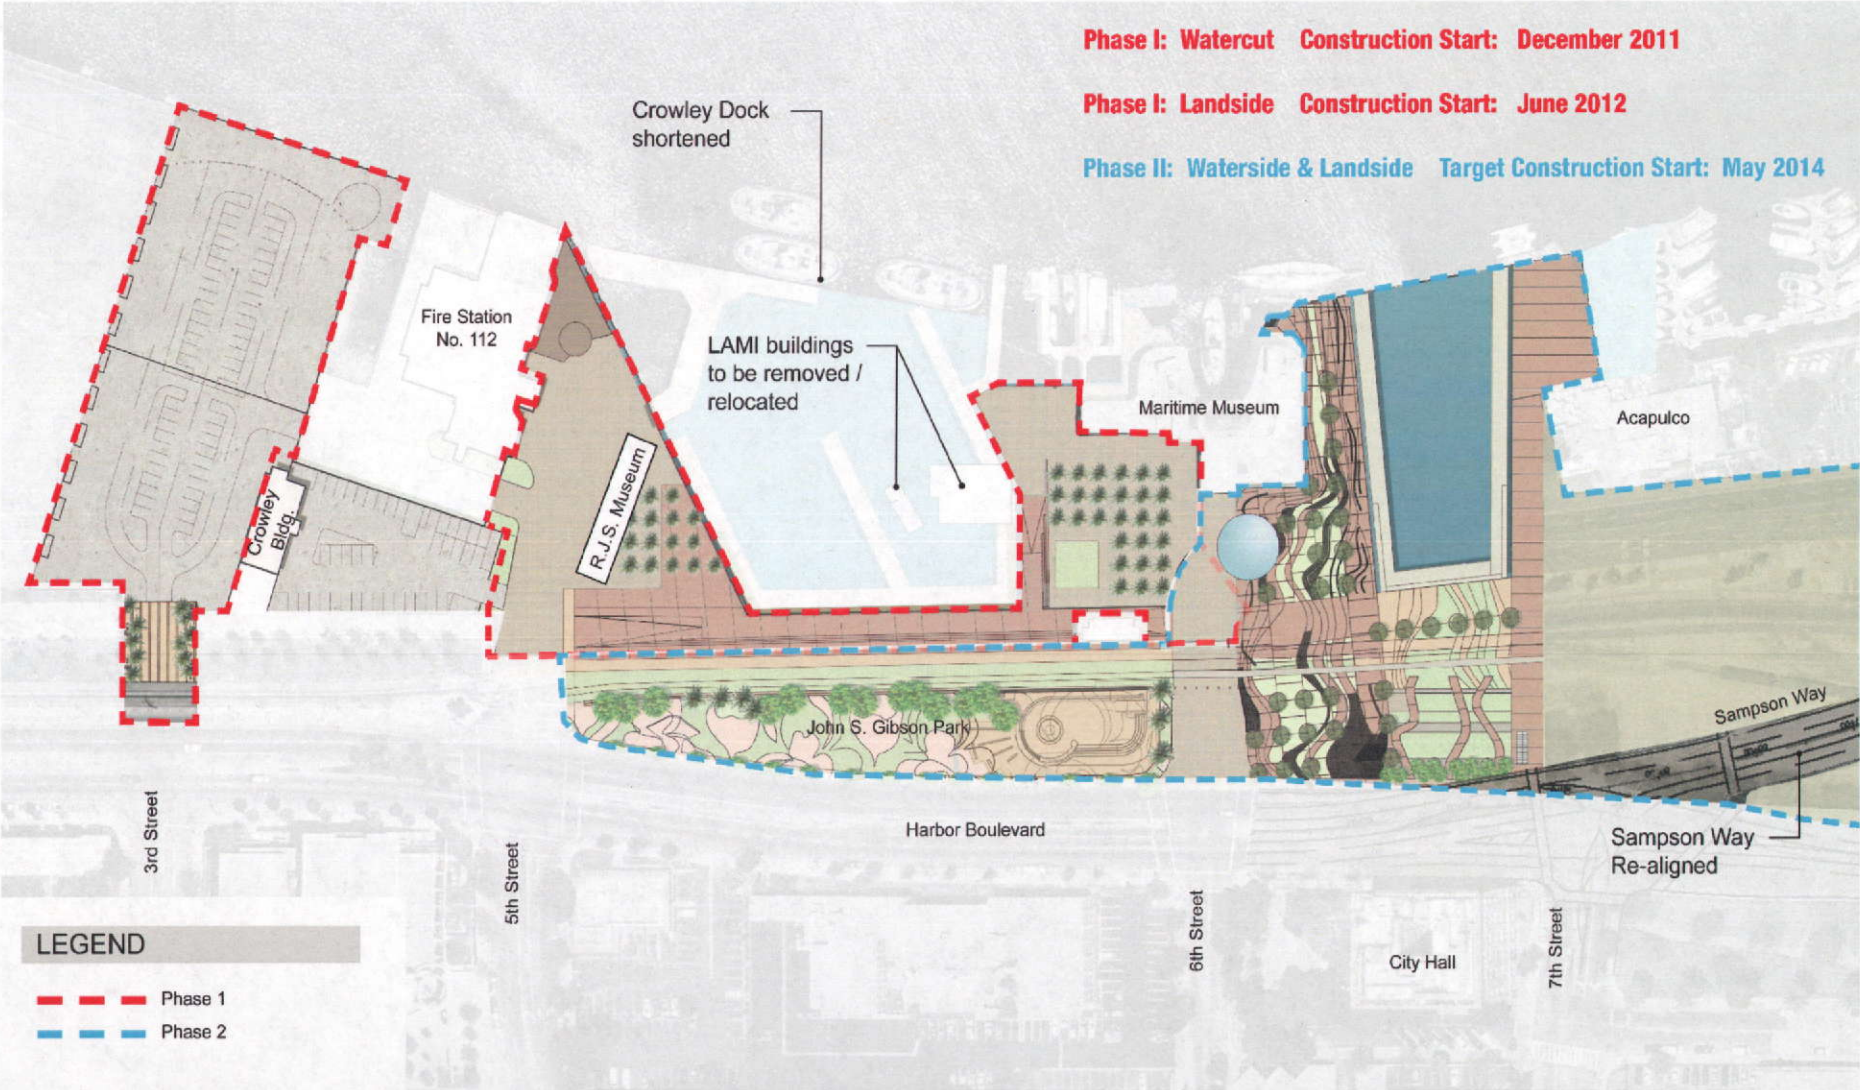 Phase I: Watercut Construction Start: December 2011
Phase I: Landside Construction Start: June 2012
Phase II: Waterside & Landside Target Construction Start: May 2014
Crowley Dock
shortened
Fire Station
No. 112
LAMI buildings
to be removed /
relocated
Maritime Museum
Acapulco
R.J.S. Museum
Crowley
Bldg.
John S. Gibson Park
Sampson Way
Sampson Way
Re-aligned
Harbor Boulevard
3rd Street
5th Street
6th Street
7th Street
City Hall
LEGEND
Phase 1
Phase 2